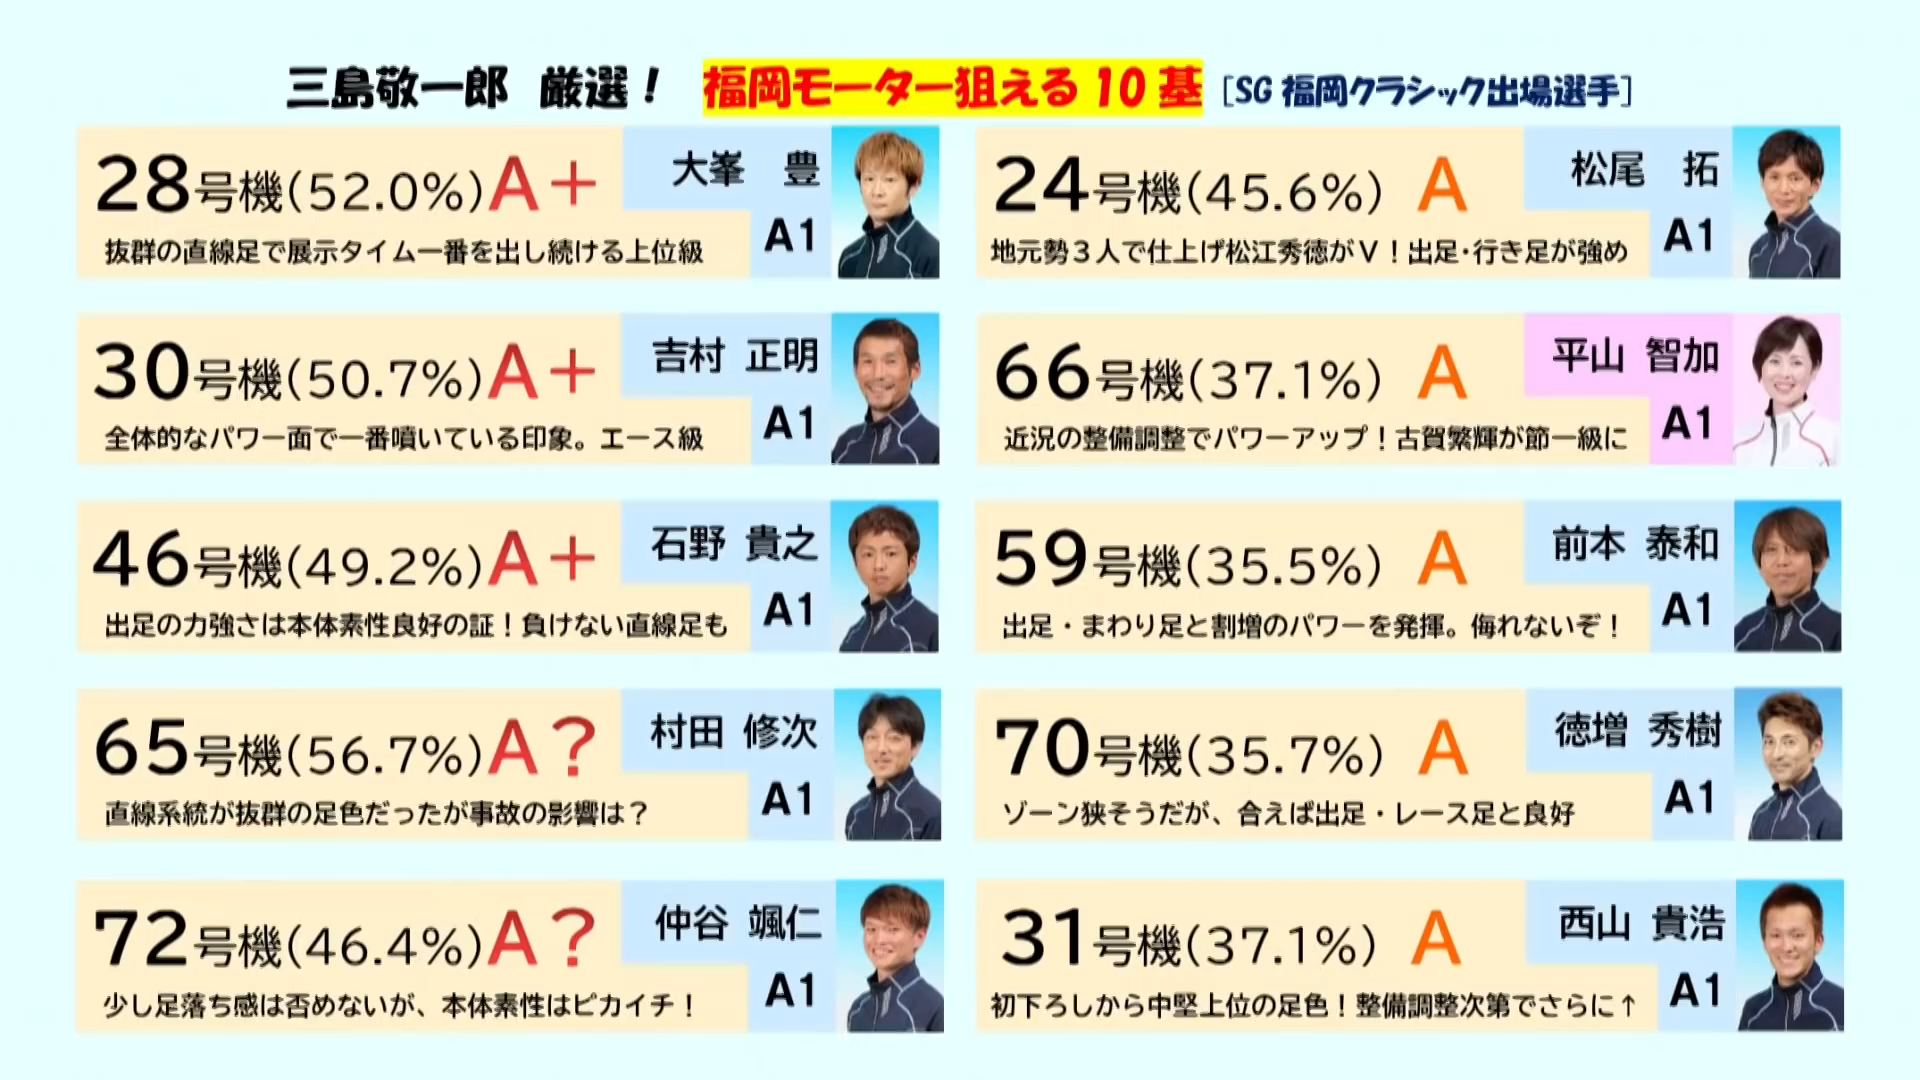 三島敬一郎 厳選！ 福岡モーター狙える10基 [SG福岡クラシック出場選手]
28号機(52.0%)A＋ 大峯 豊
A1
抜群の直線足で展示タイム一番を出し続ける上位級
24号機(45.6%) A 松尾 拓
A1
地元勢３人で仕上げ松江秀徳がＶ！出足・行き足が強め
30号機(50.7%)A＋ 吉村 正明
A1
全体的なパワー面で一番噴いている印象。エース級
66号機(37.1%) A 平山 智加
A1
近況の整備調整でパワーアップ！古賀繁輝が節一級に
46号機(49.2%)A＋ 石野 貴之
A1
出足の力強さは本体素性良好の証！負けない直線足も
59号機(35.5%) A 前本 泰和
A1
出足・まわり足と割増のパワーを発揮。侮れないぞ！
65号機(56.7%)A？ 村田 修次
A1
直線系統が抜群の足色だったが事故の影響は？
70号機(35.7%) A 徳増 秀樹
A1
ゾーン狭そうだが、合えば出足・レース足と良好
72号機(46.4%)A？ 仲谷 颯仁
A1
少し足落ち感は否めないが、本体素性はピカイチ！
31号機(37.1%) A 西山 貴浩
A1
初下ろしから中堅上位の足色！整備調整次第でさらに↑